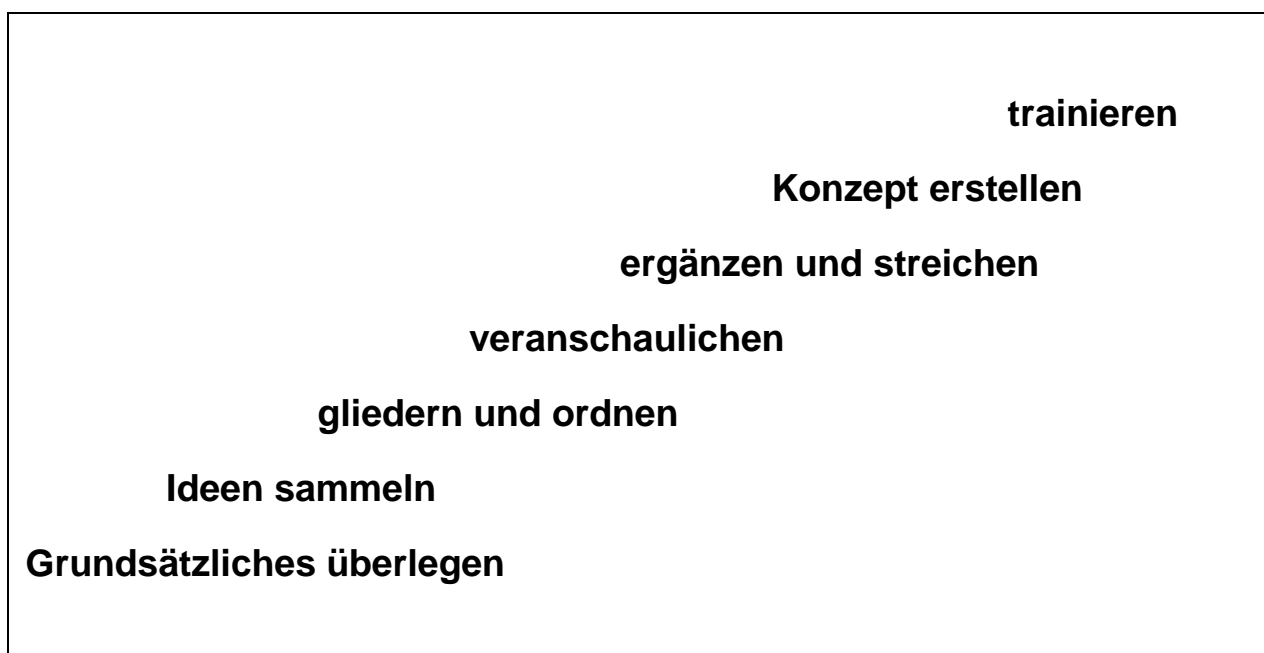 trainieren
Konzept erstellen
ergänzen und streichen
veranschaulichen
gliedern und ordnen
Ideen sammeln
Grundsätzliches überlegen